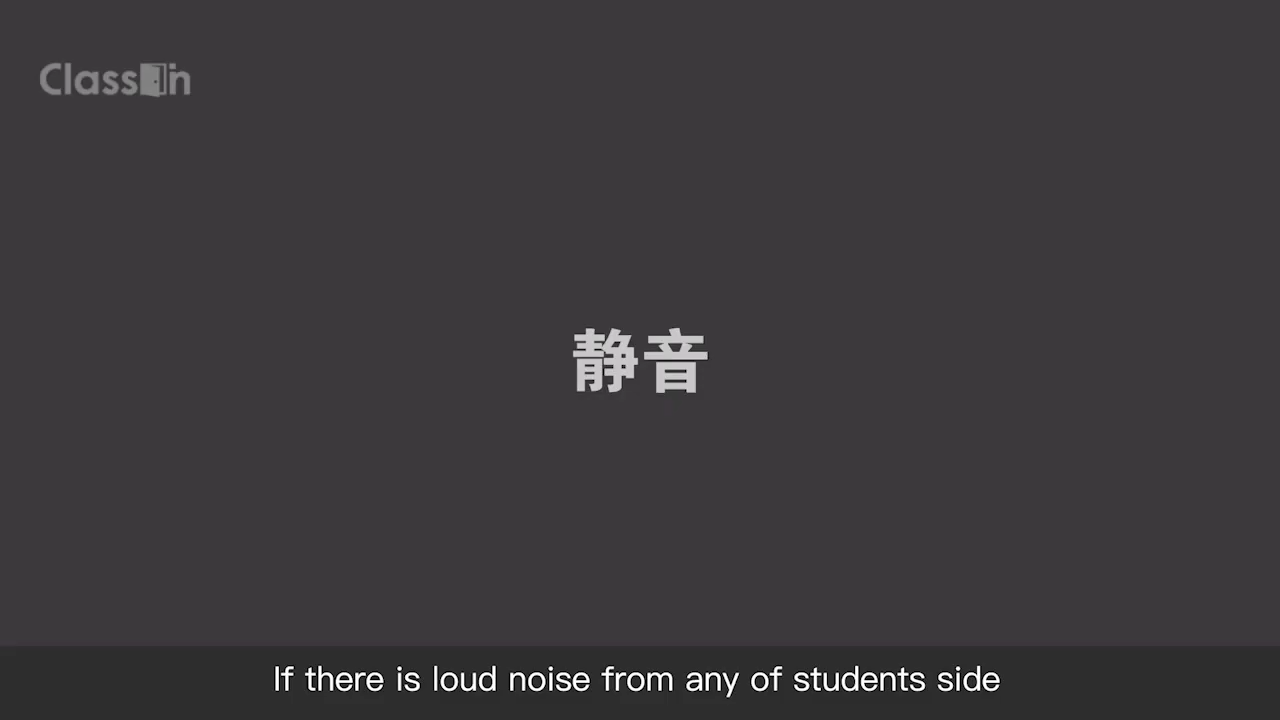 ClassIn
静音
If there is loud noise from any of students side